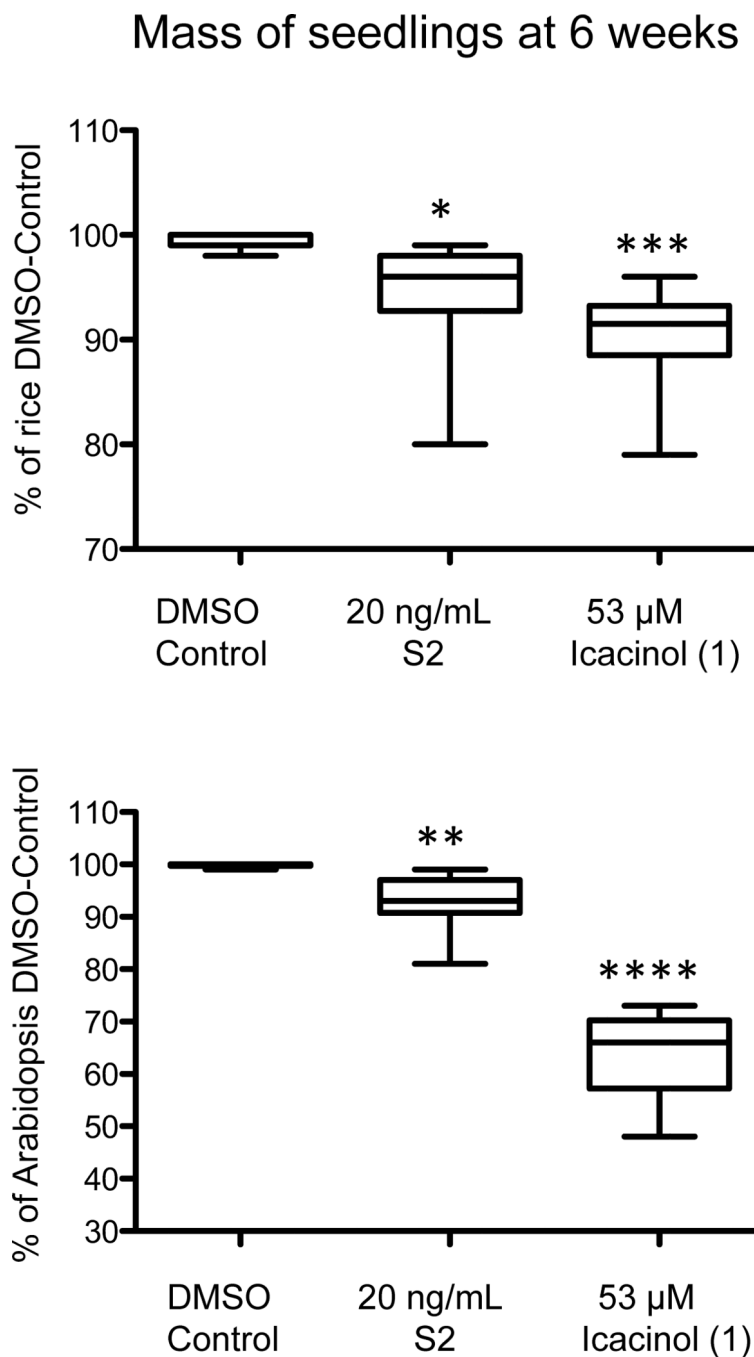 Mass of seedlings at 6 weeks
% of rice DMSO-Control
110
100
90
80
70
*
***
DMSO Control
20 ng/mL S2
53 µM Icacinol (1)
% of Arabidopsis DMSO-Control
110
100
90
80
70
60
50
40
30
**
****
DMSO Control
20 ng/mL S2
53 µM Icacinol (1)